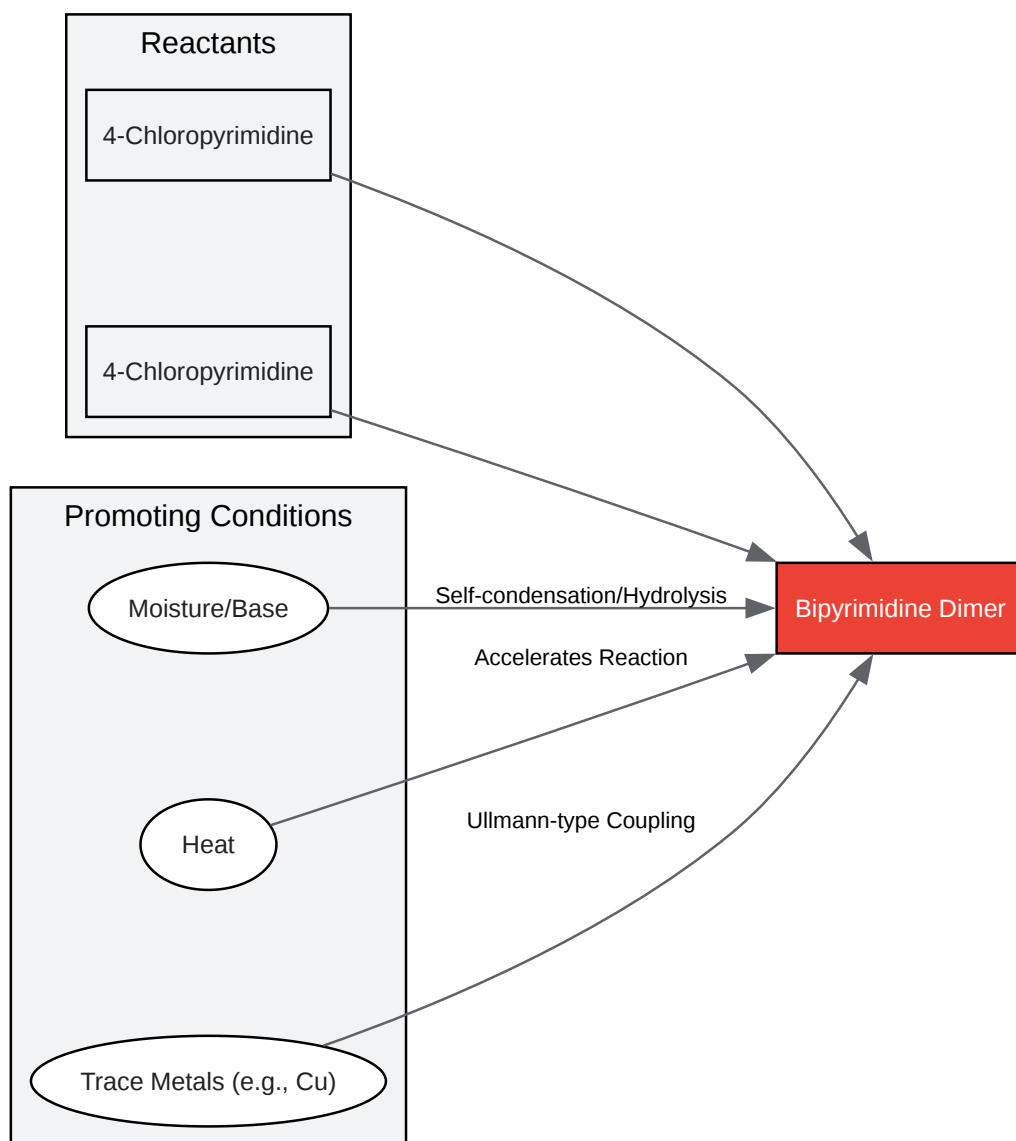 Reactants
4-Chloropyrimidine
4-Chloropyrimidine
Promoting Conditions
Moisture/Base
Self-condensation/Hydrolysis
Bipyrimidine Dimer
Accelerates Reaction
Heat
Ullmann-type Coupling
Trace Metals (e.g., Cu)